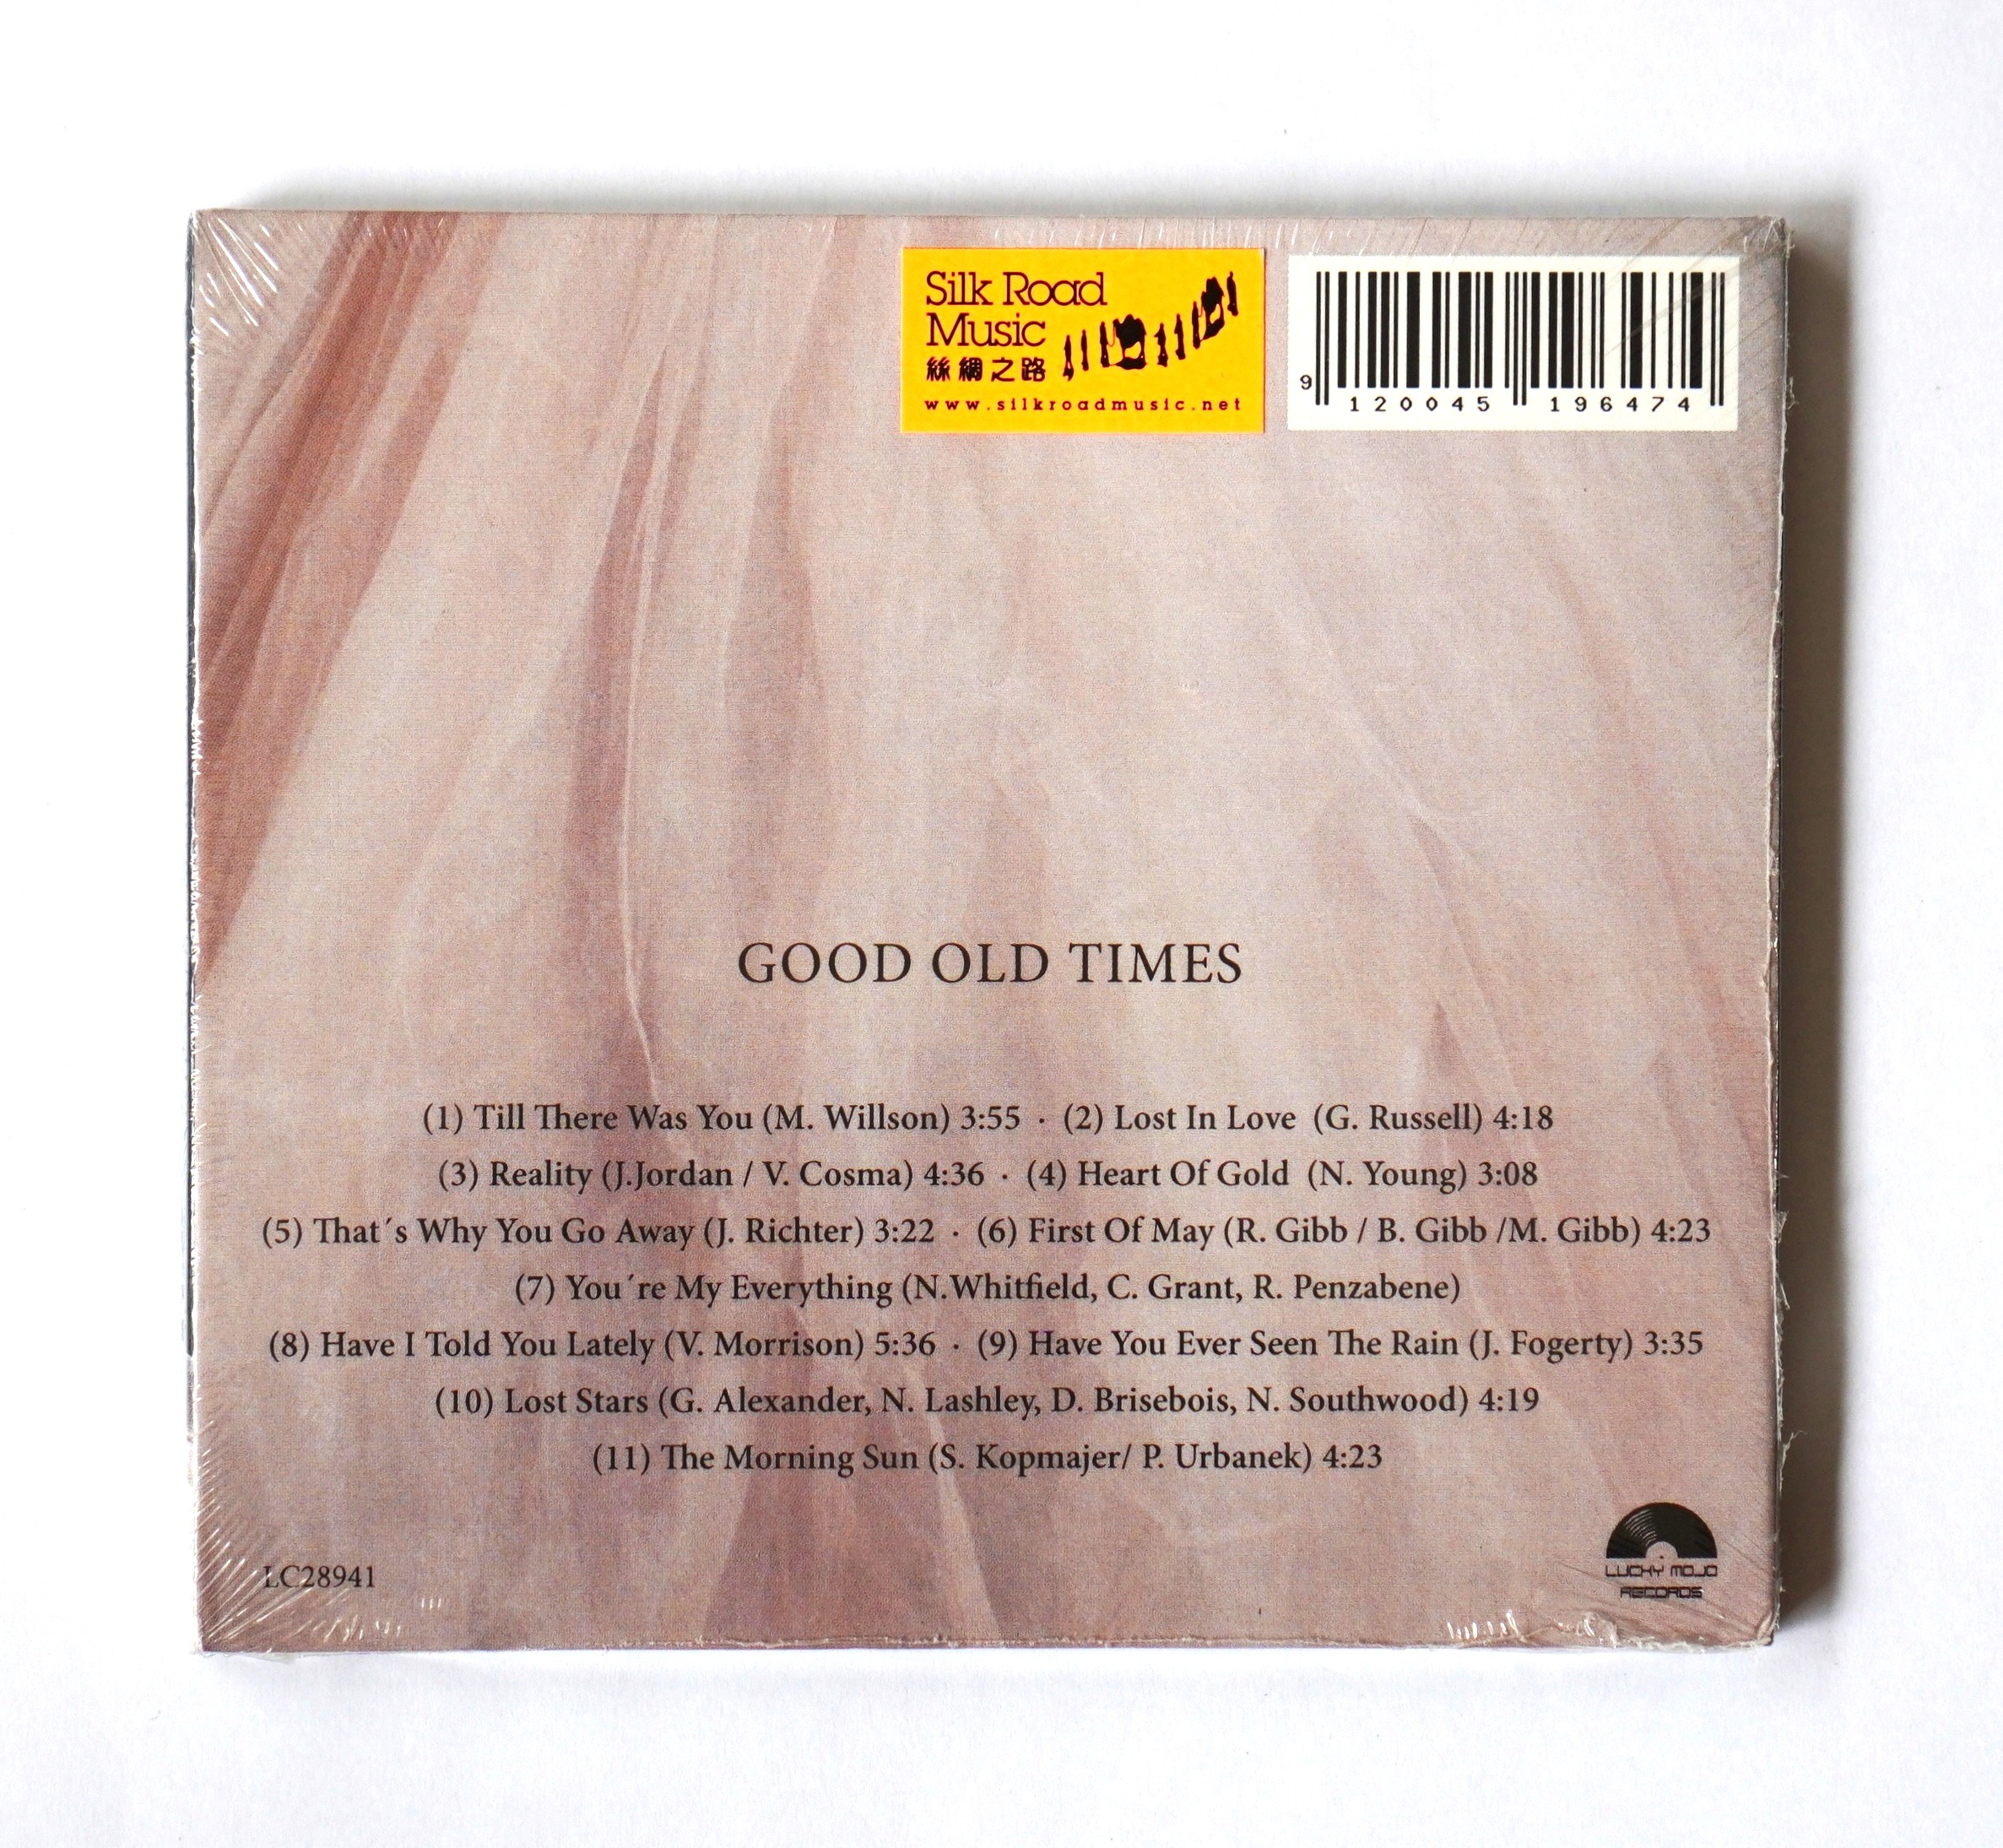 Silk Road
Music
絲綢之路
www.silkroadmusic.net
9 120045 196474
GOOD OLD TIMES
(1) Till There Was You (M. Willson) 3:55 · (2) Lost In Love (G. Russell) 4:18
(3) Reality (J.Jordan / V. Cosma) 4:36 · (4) Heart Of Gold (N. Young) 3:08
(5) That´s Why You Go Away (J. Richter) 3:22 · (6) First Of May (R. Gibb / B. Gibb /M. Gibb) 4:23
(7) You´re My Everything (N.Whitfield, C. Grant, R. Penzabene)
(8) Have I Told You Lately (V. Morrison) 5:36 · (9) Have You Ever Seen The Rain (J. Fogerty) 3:35
(10) Lost Stars (G. Alexander, N. Lashley, D. Brisebois, N. Southwood) 4:19
(11) The Morning Sun (S. Kopmajer/ P. Urbanek) 4:23
LC28941
LUCKY MOJO
RECORDS